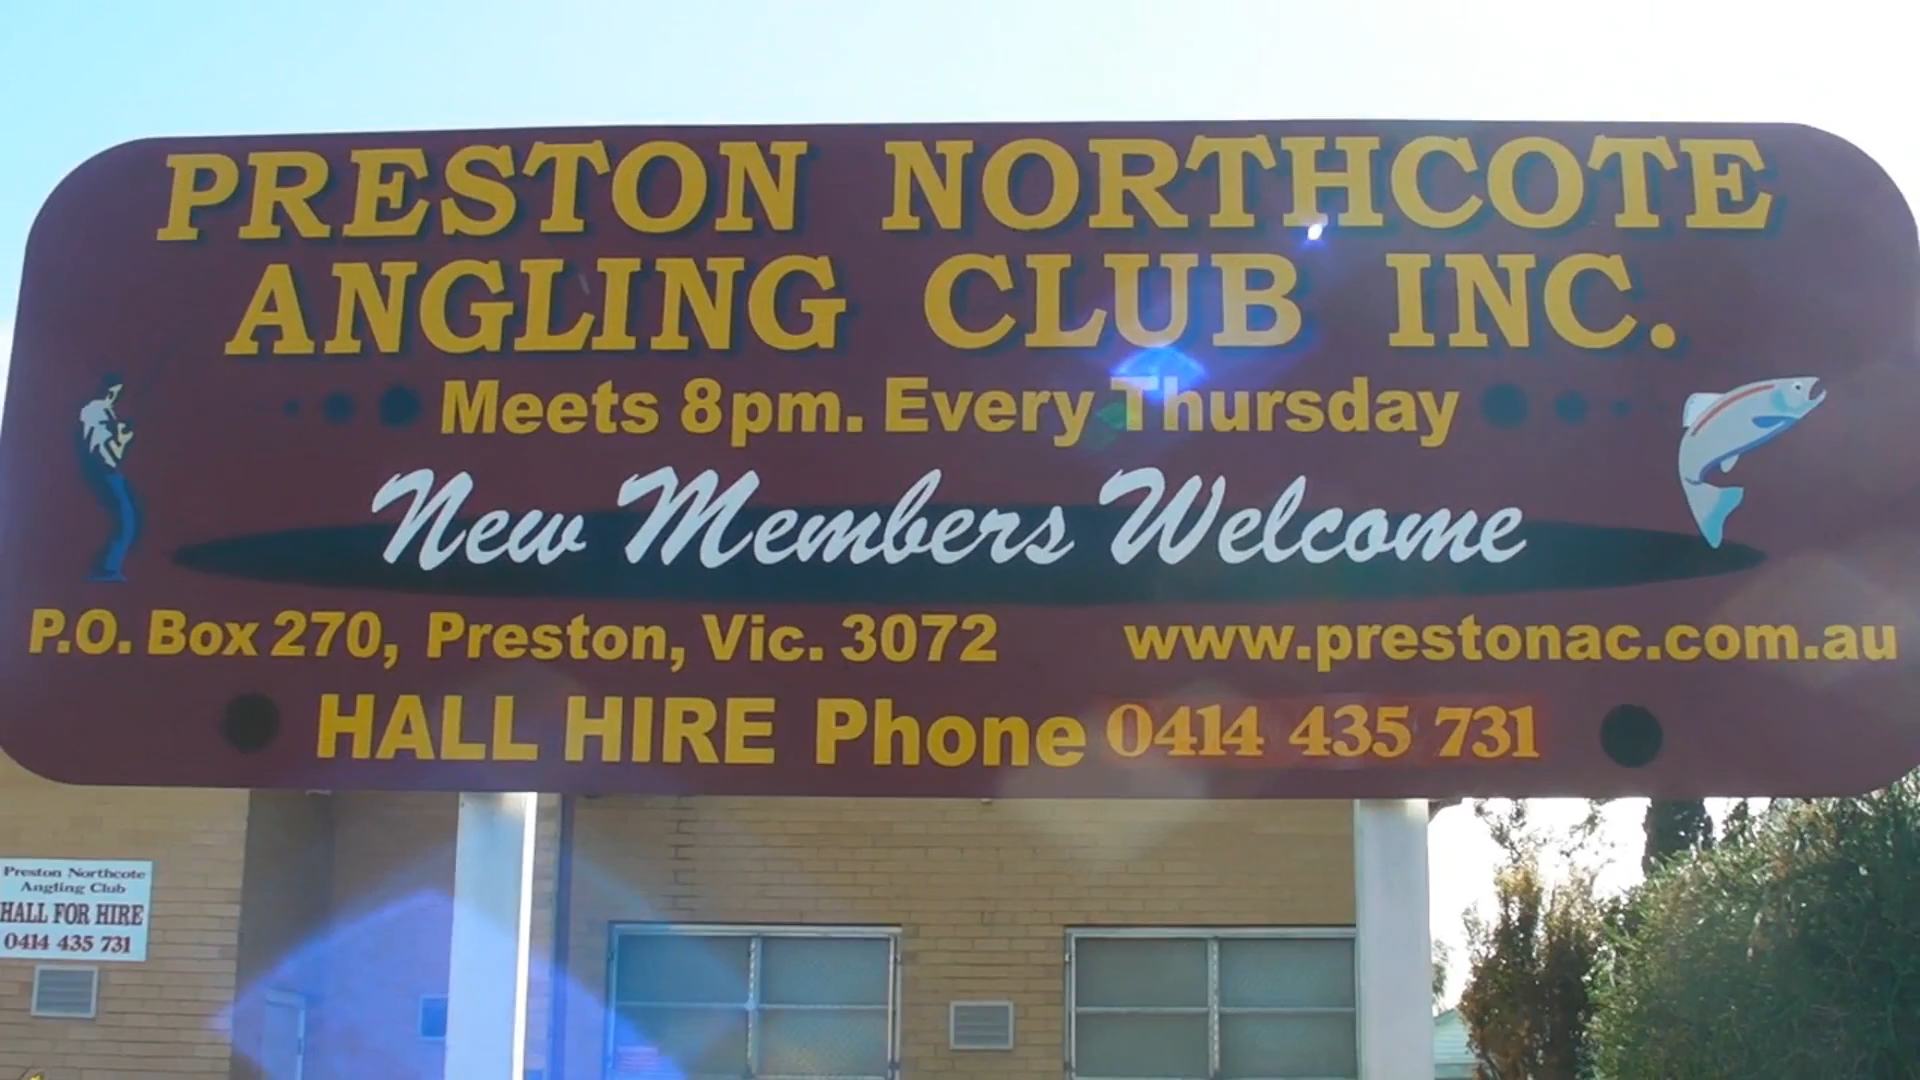 PRESTON NORTHCOTE
ANGLING CLUB INC.
Meets 8pm. Every Thursday
New Members Welcome
P.O. Box 270, Preston, Vic. 3072 www.prestonac.com.au
HALL HIRE Phone 0414 435 731
Preston Northcote
Angling Club
HALL FOR HIRE
0414 435 731